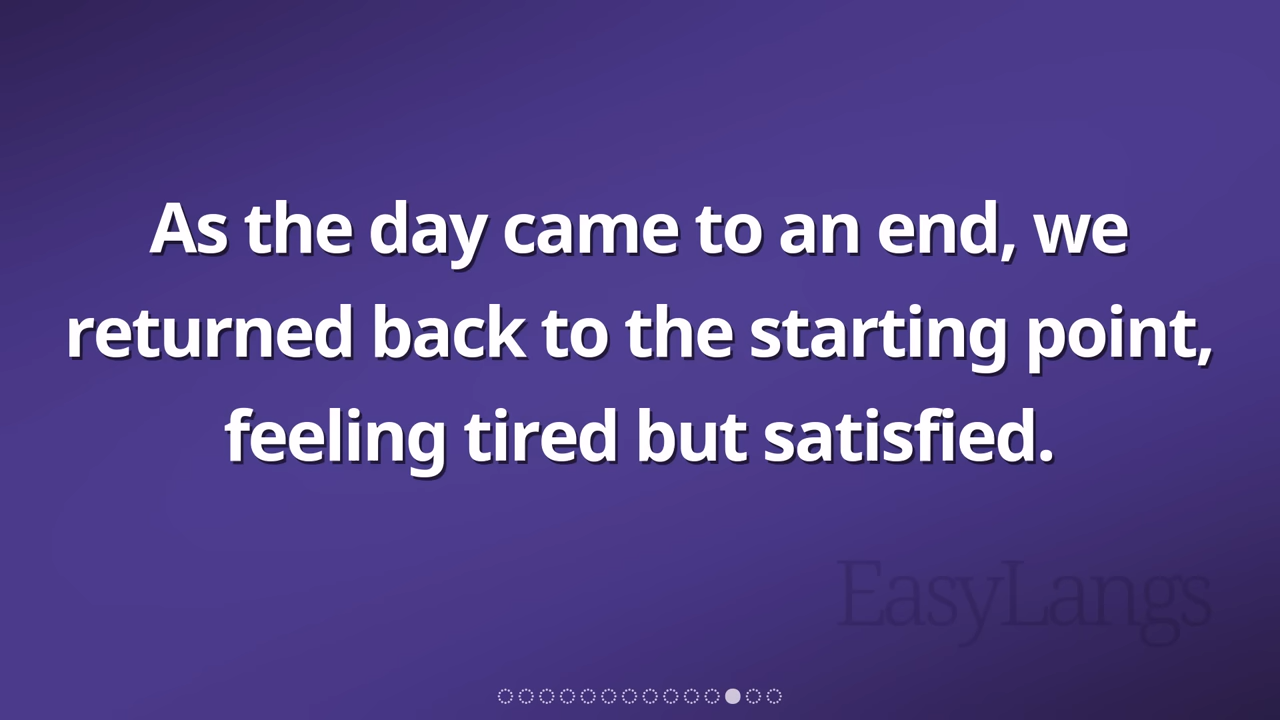 As the day came to an end, we
returned back to the starting point,
feeling tired but satisfied.
EasyLangs